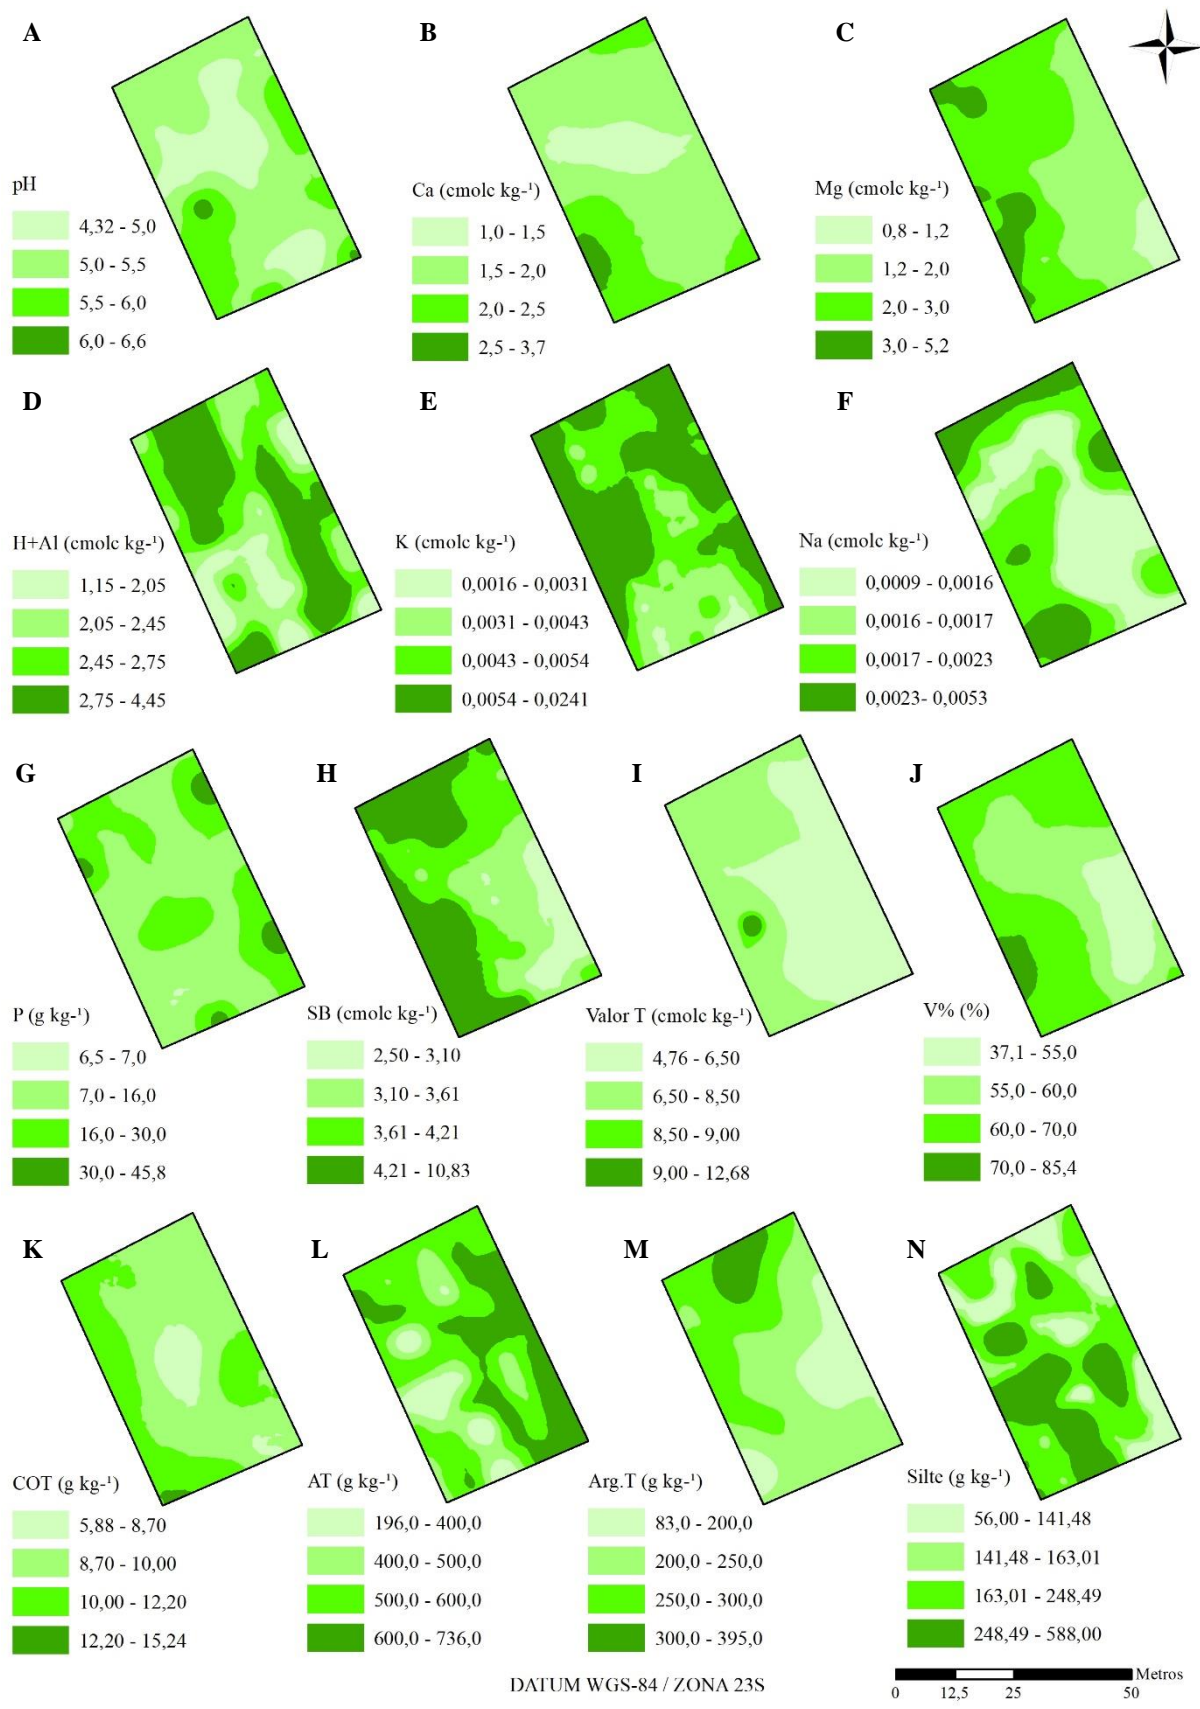 A
B
C
pH
4,32 - 5,0
5,0 - 5,5
5,5 - 6,0
6,0 - 6,6
Ca (cmolc kg-¹)
1,0 - 1,5
1,5 - 2,0
2,0 - 2,5
2,5 - 3,7
Mg (cmolc kg-¹)
0,8 - 1,2
1,2 - 2,0
2,0 - 3,0
3,0 - 5,2
D
E
F
H+Al (cmolc kg-¹)
1,15 - 2,05
2,05 - 2,45
2,45 - 2,75
2,75 - 4,45
K (cmolc kg-¹)
0,0016 - 0,0031
0,0031 - 0,0043
0,0043 - 0,0054
0,0054 - 0,0241
Na (cmolc kg-¹)
0,0009 - 0,0016
0,0016 - 0,0017
0,0017 - 0,0023
0,0023- 0,0053
G
H
I
J
P (g kg-¹)
6,5 - 7,0
7,0 - 16,0
16,0 - 30,0
30,0 - 45,8
SB (cmolc kg-¹)
2,50 - 3,10
3,10 - 3,61
3,61 - 4,21
4,21 - 10,83
Valor T (cmolc kg-¹)
4,76 - 6,50
6,50 - 8,50
8,50 - 9,00
9,00 - 12,68
V% (%)
37,1 - 55,0
55,0 - 60,0
60,0 - 70,0
70,0 - 85,4
K
L
M
N
COT (g kg-¹)
5,88 - 8,70
8,70 - 10,00
10,00 - 12,20
12,20 - 15,24
AT (g kg-¹)
196,0 - 400,0
400,0 - 500,0
500,0 - 600,0
600,0 - 736,0
Arg.T (g kg-¹)
83,0 - 200,0
200,0 - 250,0
250,0 - 300,0
300,0 - 395,0
Silte (g kg-¹)
56,00 - 141,48
141,48 - 163,01
163,01 - 248,49
248,49 - 588,00
DATUM WGS-84 / ZONA 23S
Metros
0 12,5 25 50